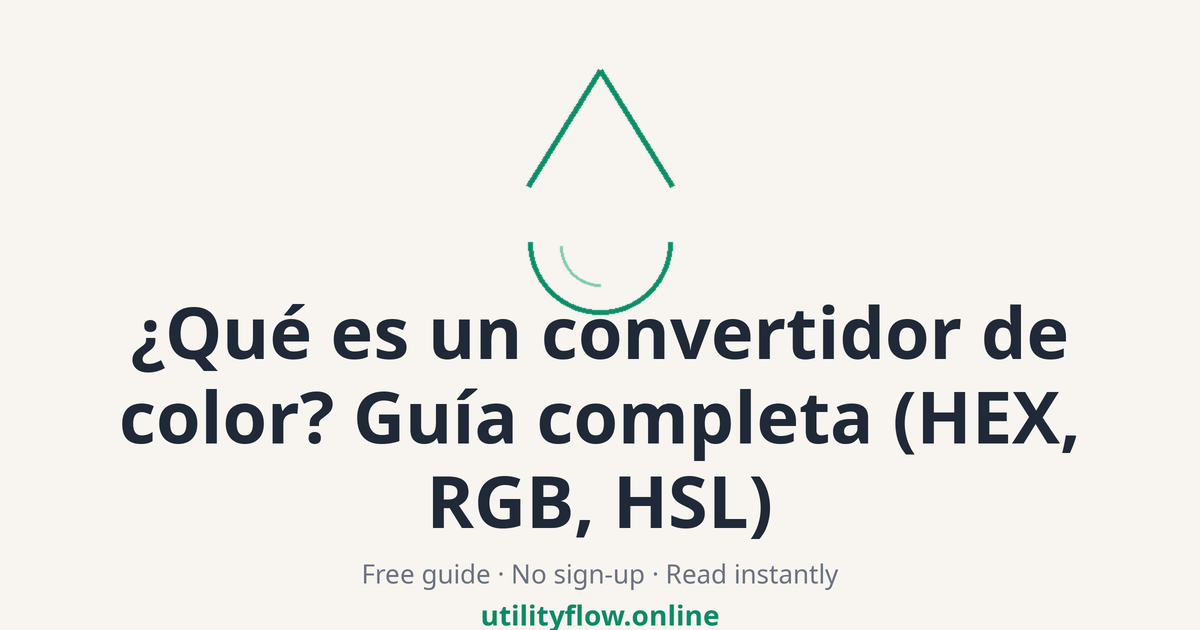 ¿Qué es un convertidor de
color? Guía completa (HEX,
RGB, HSL)
Free guide · No sign-up · Read instantly
utilityflow.online